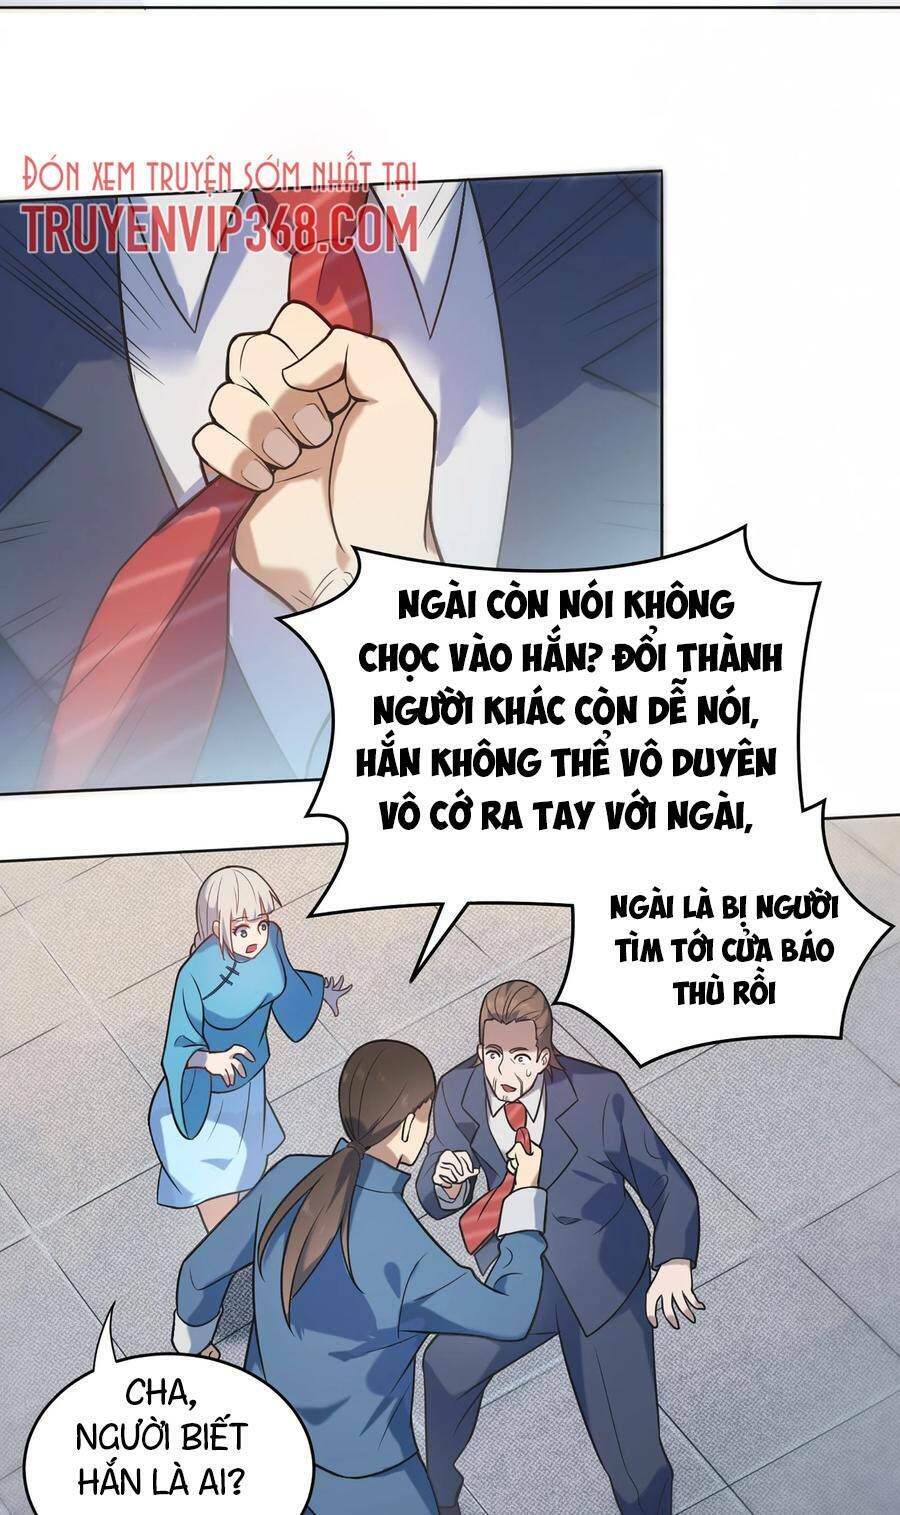 ĐÓN XEM TRUYỆN SỚM NHẤT TẠI
TRUYENVIP368.COM
NGÀI CÒN NÓI KHÔNG
CHỌC VÀO HẮN? ĐỔI THÀNH
NGƯỜI KHÁC CÒN DỄ NÓI,
HẮN KHÔNG THỂ VÔ DUYÊN
VÔ CỚ RA TAY VỚI NGÀI,
NGÀI LÀ BỊ NGƯỜI
TÌM TỚI CỬA BÁO
THÙ RỒI
CHA,
NGƯỜI BIẾT
HẮN LÀ AI?